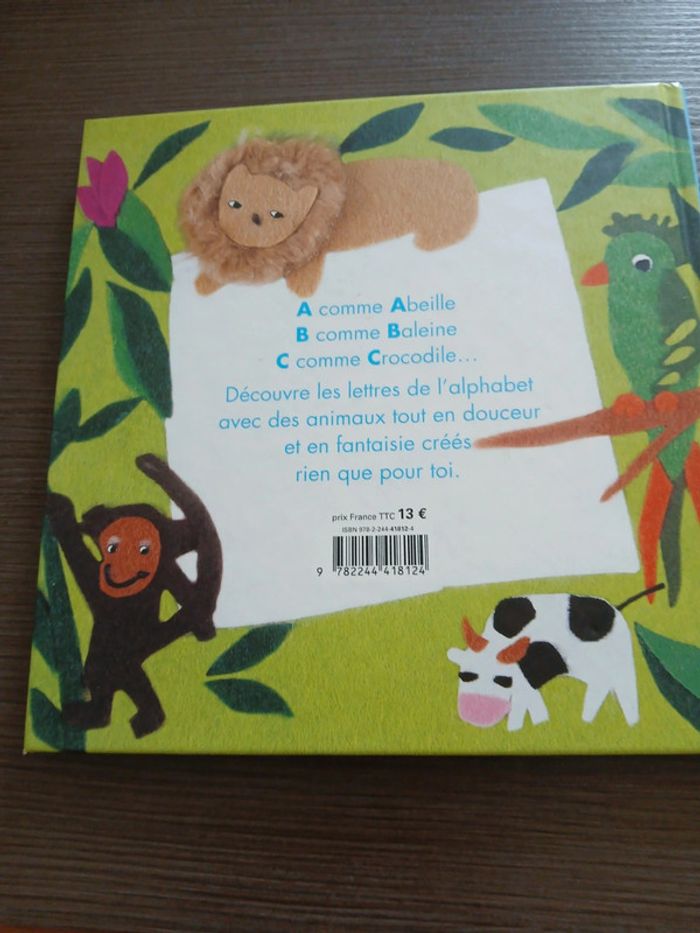 A comme Abeille
B comme Baleine
C comme Crocodile...
Découvre les lettres de l'alphabet
avec des animaux tout en douceur
et en fantaisie créés
rien que pour toi.
prix France TTC 13 €
ISBN 978-2-244-41812-4
9 782244 418124